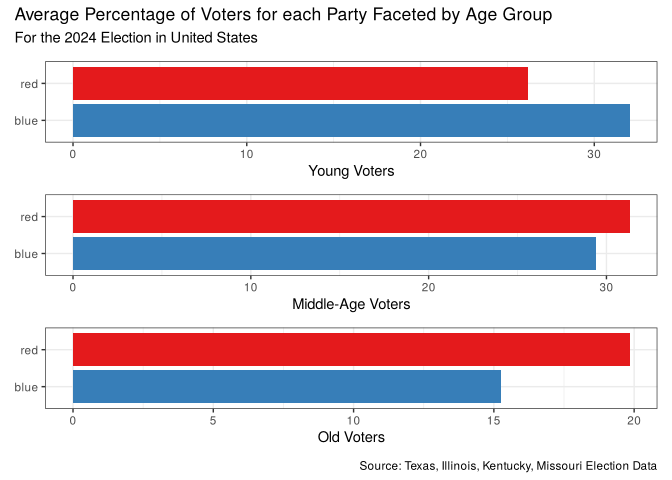 Average Percentage of Voters for each Party Faceted by Age Group
For the 2024 Election in United States
red
blue
0 10 20 30
Young Voters
red
blue
0 10 20 30
Middle-Age Voters
red
blue
0 5 10 15 20
Old Voters
Source: Texas, Illinois, Kentucky, Missouri Election Data